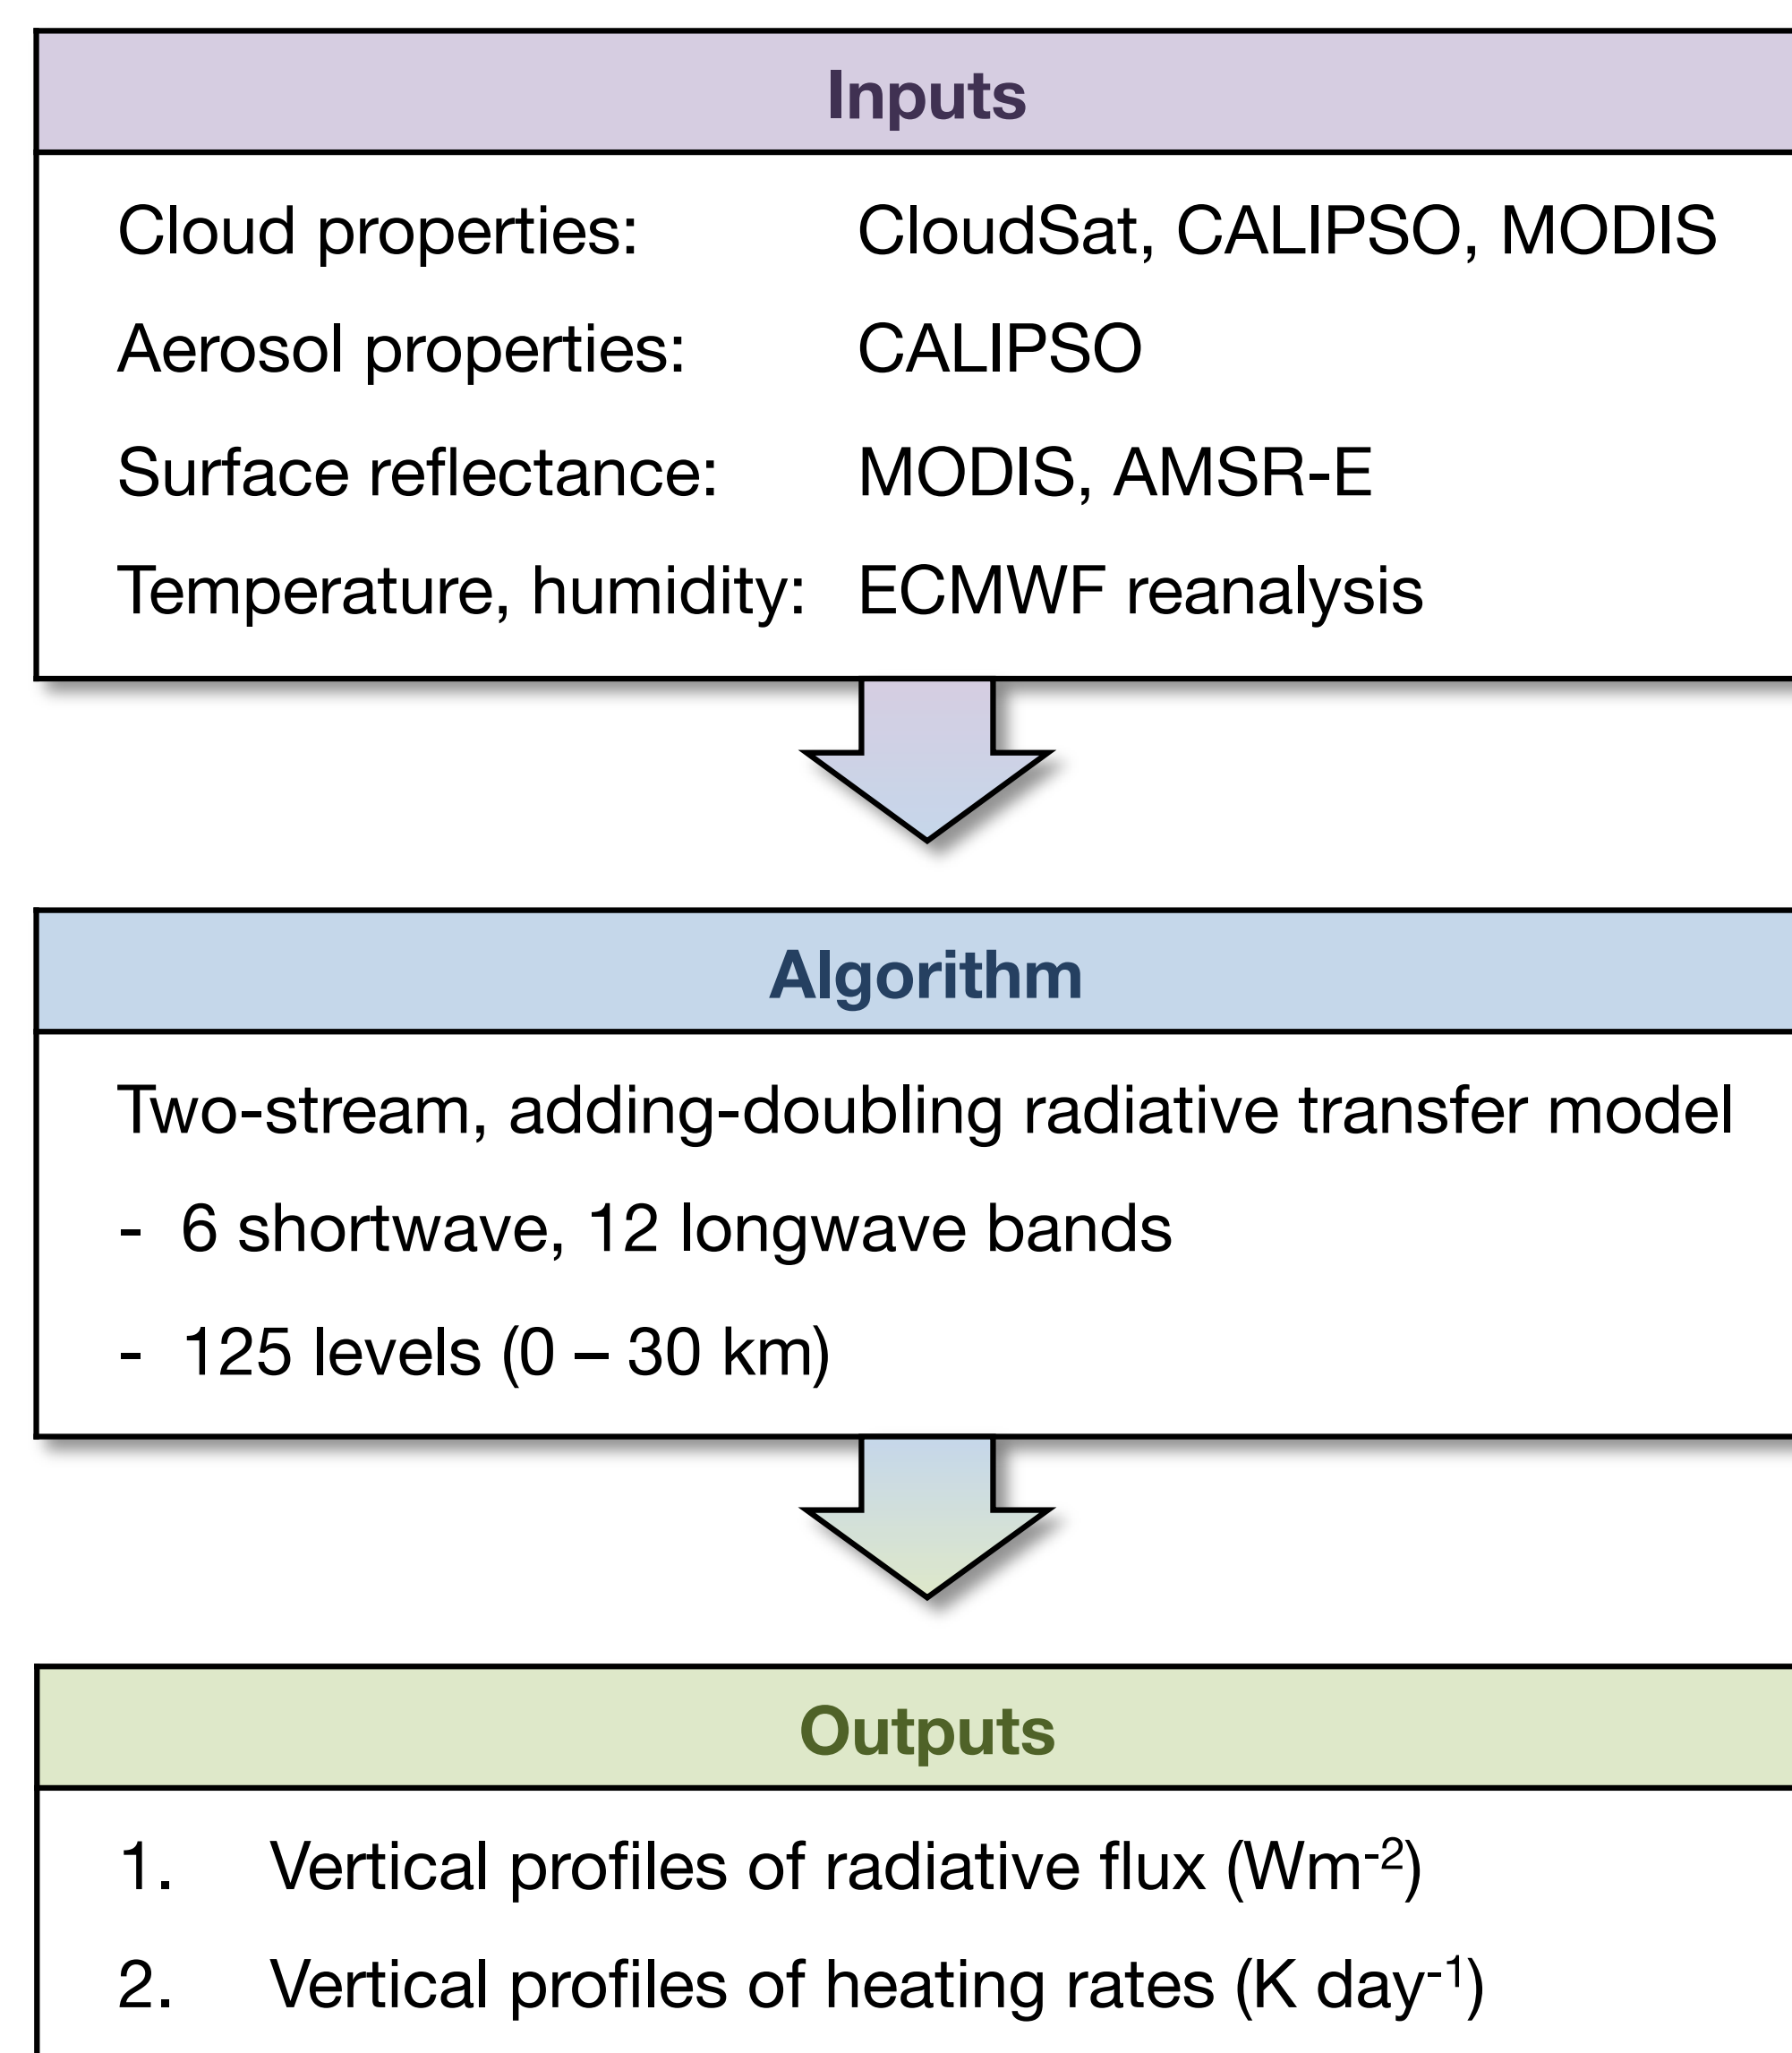 Inputs
Cloud properties: CloudSat, CALIPSO, MODIS
Aerosol properties: CALIPSO
Surface reflectance: MODIS, AMSR-E
Temperature, humidity: ECMWF reanalysis
Algorithm
Two-stream, adding-doubling radiative transfer model
- 6 shortwave, 12 longwave bands
- 125 levels (0 – 30 km)
Outputs
1. Vertical profiles of radiative flux (Wm⁻²)
2. Vertical profiles of heating rates (K day⁻¹)